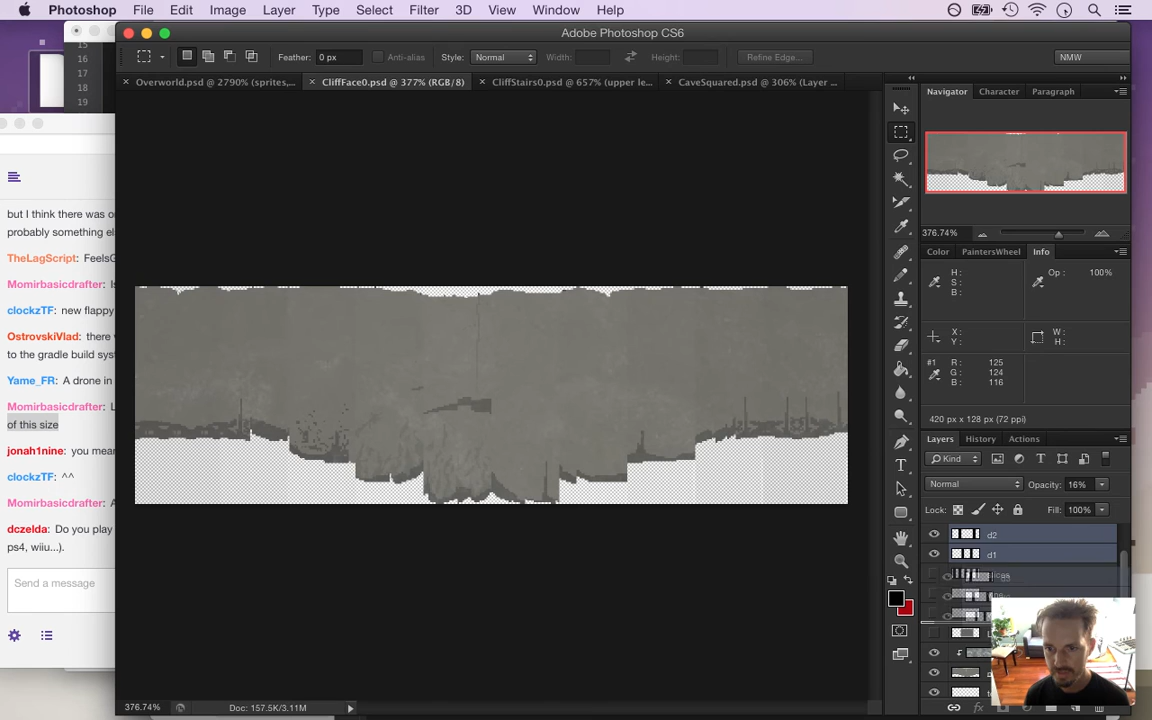 Photoshop File Edit Image Layer Type Select Filter 3D View Window Help
Adobe Photoshop CS6
Feather: 0 px Anti-alias Style: Normal Width: Height: Refine Edge... NMW
Overworld.psd @ 2790% (sprites,... CliffFace0.psd @ 377% (RGB/8) CliffStairs0.psd @ 657% (upper le... CaveSquared.psd @ 306% (Layer ...
15
16
17
18
19
but I think there was
probably something
TheLagScript:
Momirbasicdrafter:
clockzTF: new flappy
OstrovskiVlad: there
to the gradle build
Yame_FR: A drone in
Momirbasicdrafter:
of this size
jonah1nine: you
clockzTF: ^^
Momirbasicdrafter:
dczelda: Do you play
ps4, wiiu...).
Send a message
Navigator Character Paragraph
376.74%
Color PaintersWheel Info
H:
S:
B:
Op: 100%
X:
Y:
W:
H:
#1 R: 125
G: 124
B: 116
420 px x 128 px (72 ppi)
Layers History Actions
Kind
Normal Opacity: 16%
Lock: Fill: 100%
d2
d1
376.74% Doc: 157.5K/3.11M